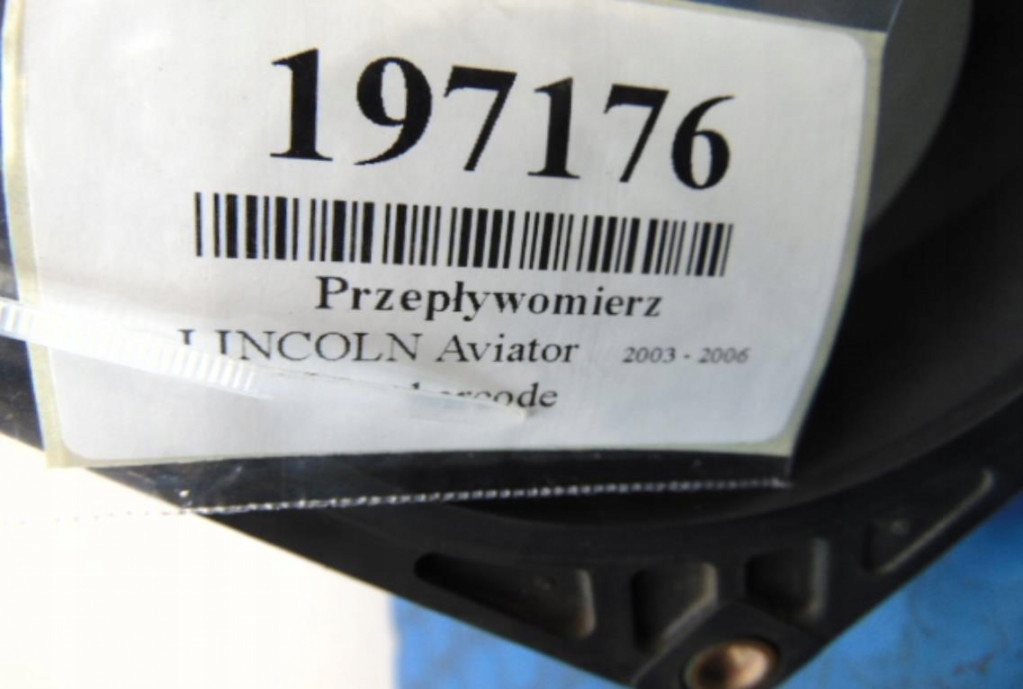 197176
Przepływomierz
LINCOLN Aviator 2003 - 2006